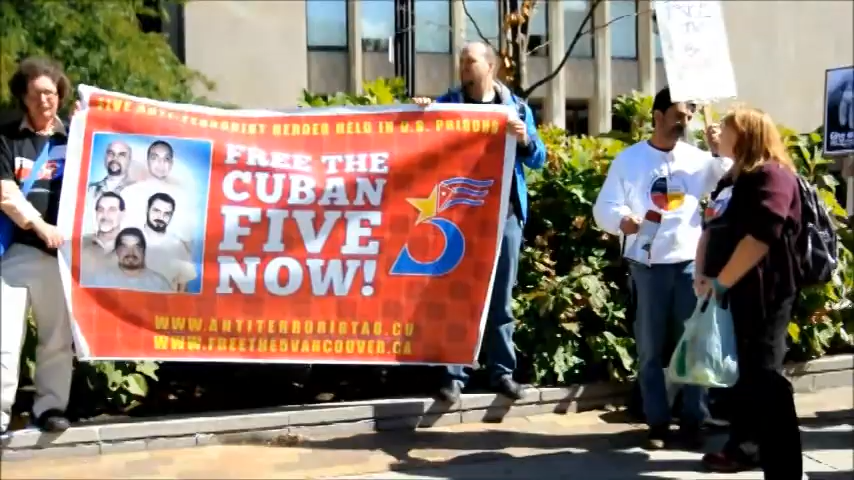 FIVE ANTI-TERRORIST HEROES HELD IN U.S. PRISONS
FREE THE
CUBAN
FIVE
NOW!
5
WWW.ANTITERRORISTAS.CU
WWW.FREETHE5VANCOUVER.CA